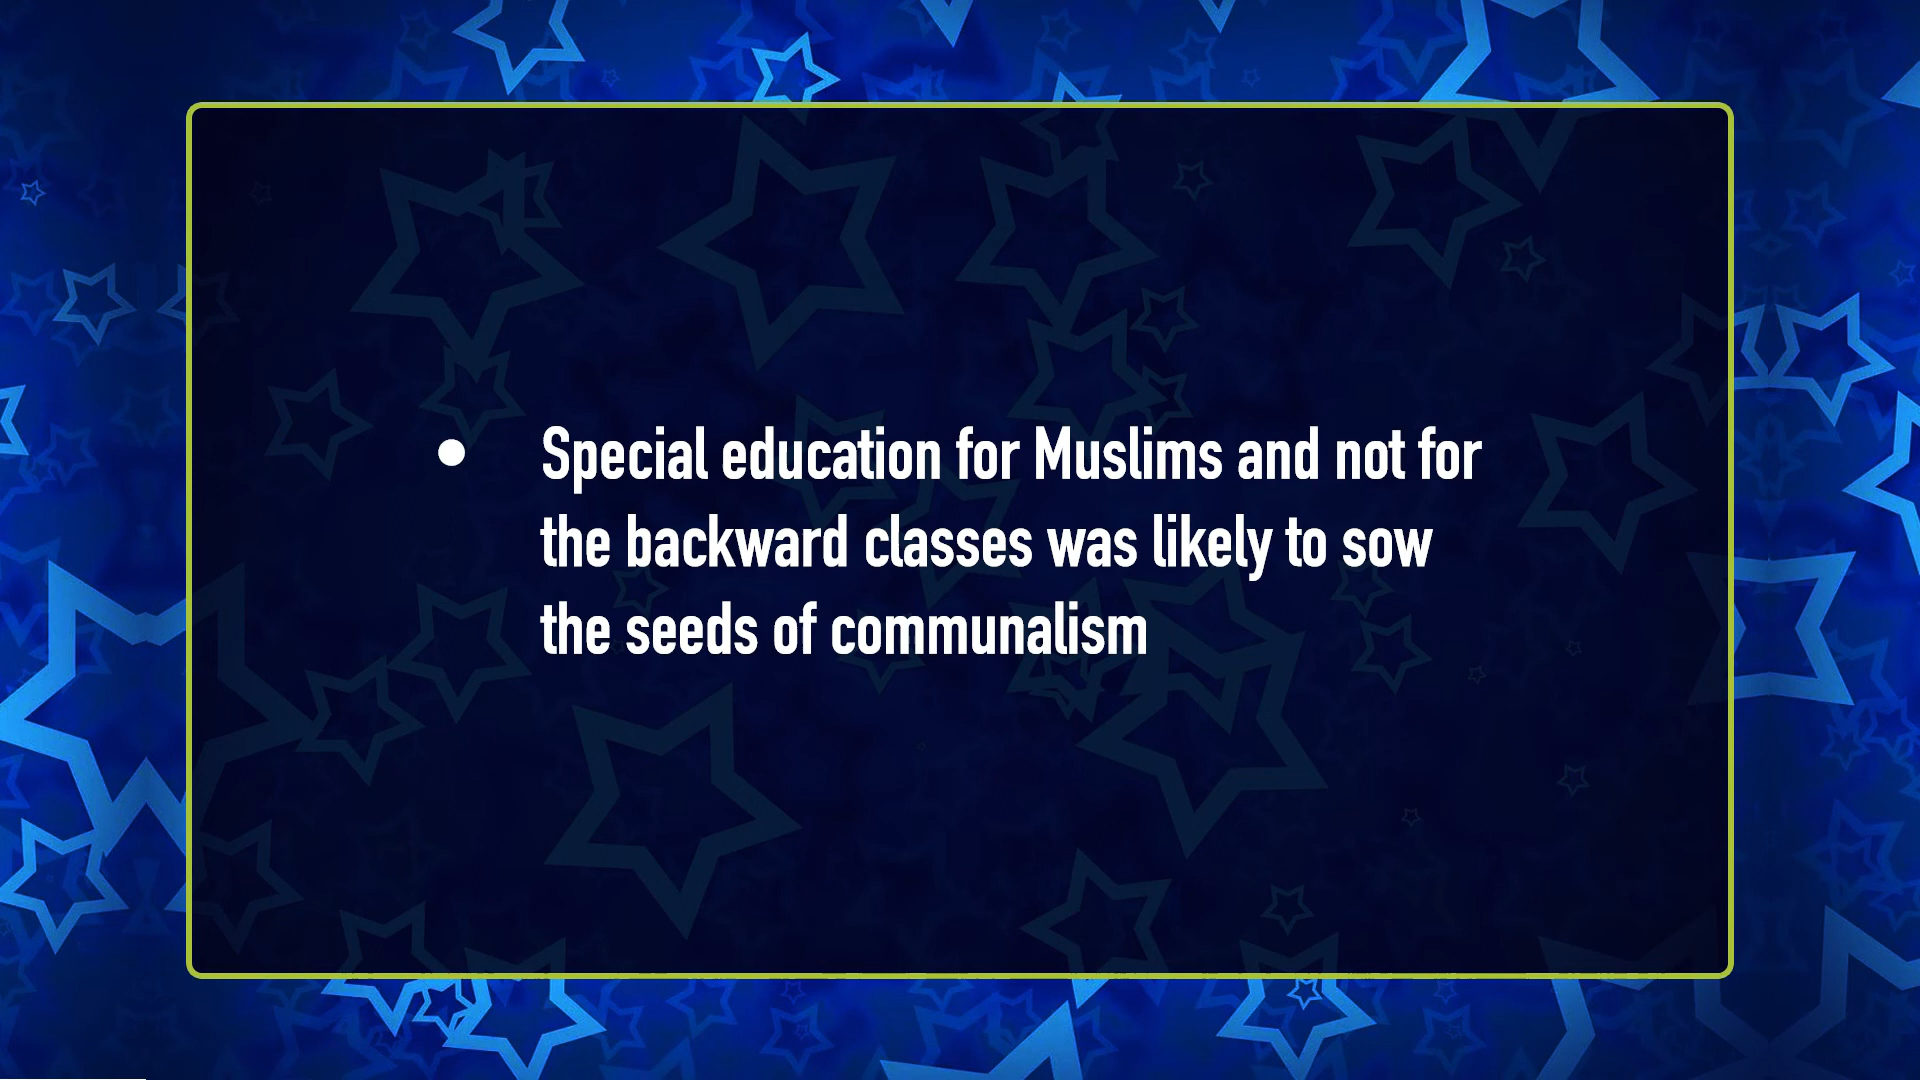 • Special education for Muslims and not for
the backward classes was likely to sow
the seeds of communalism